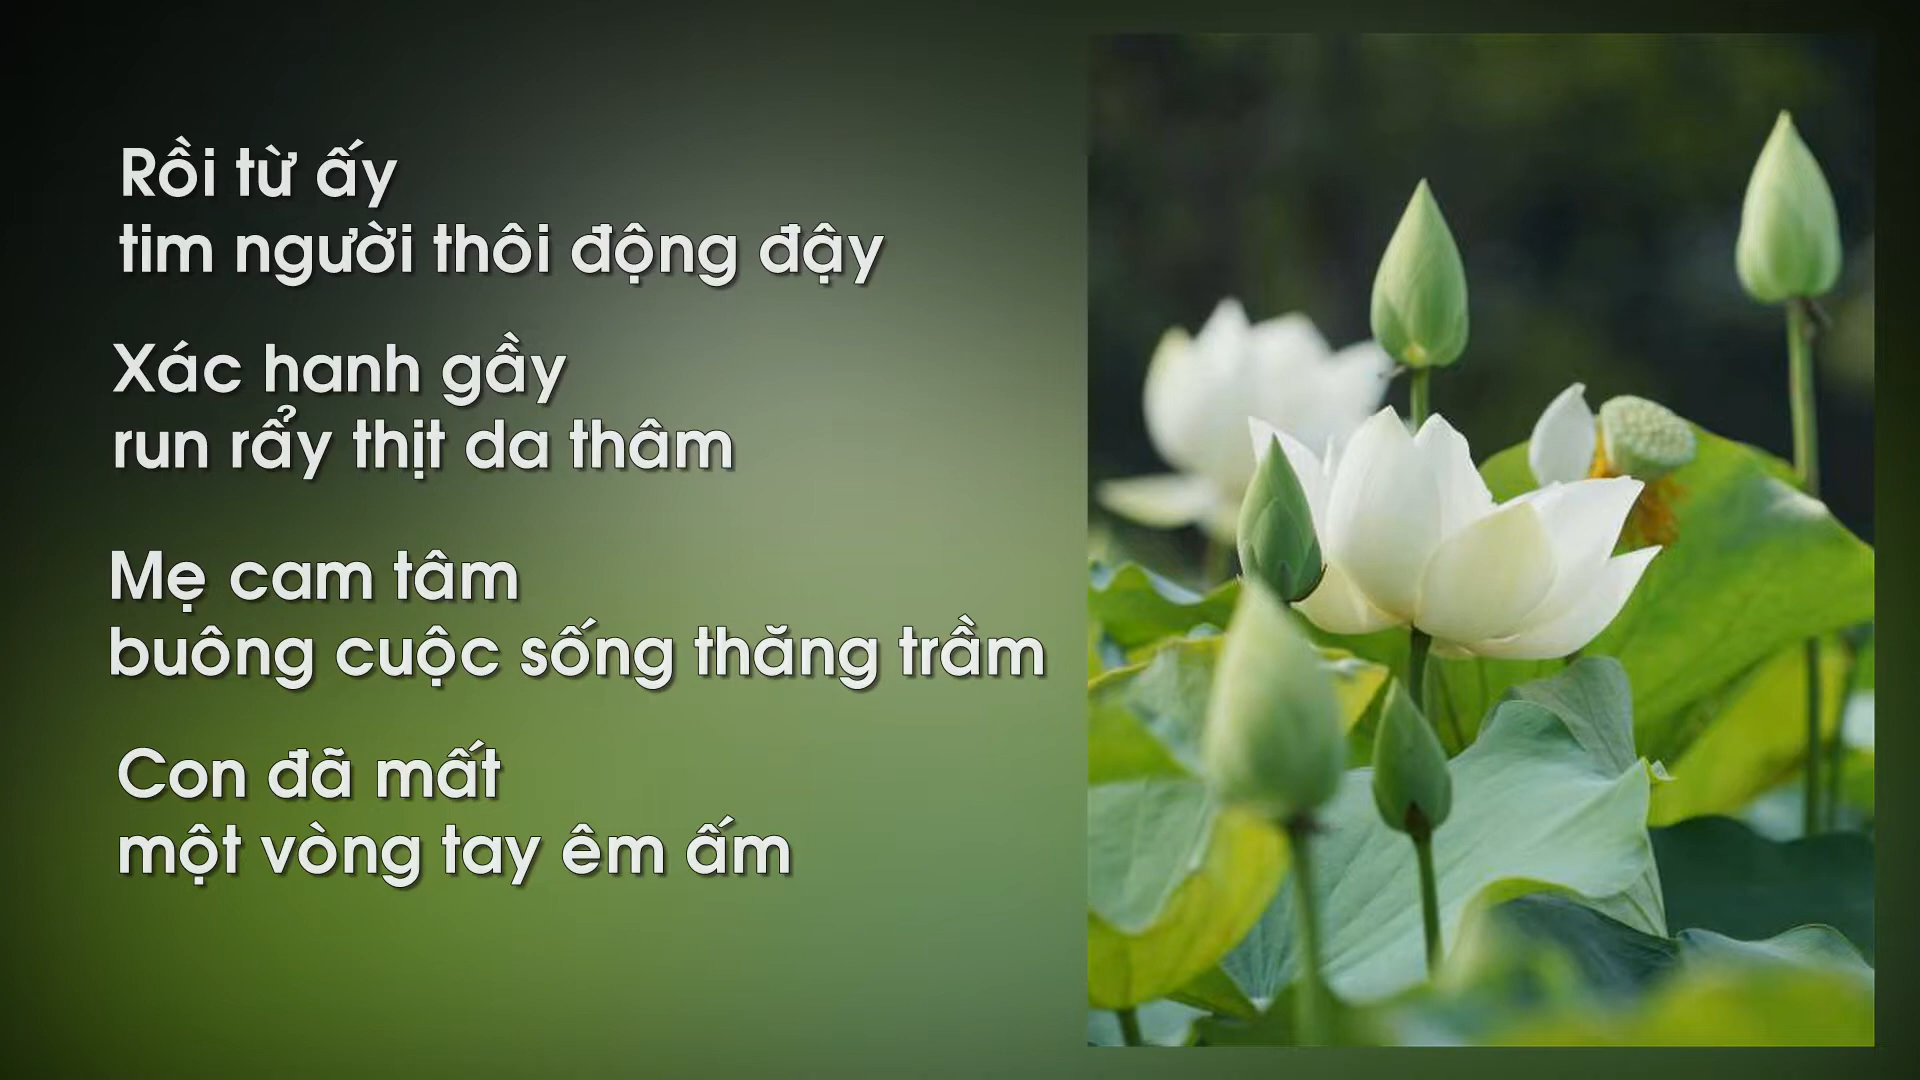 Rồi từ ấy
tim người thôi động đậy
Xác hanh gầy
run rẩy thịt da thâm
Mẹ cam tâm
buông cuộc sống thăng trầm
Con đã mất
một vòng tay êm ấm